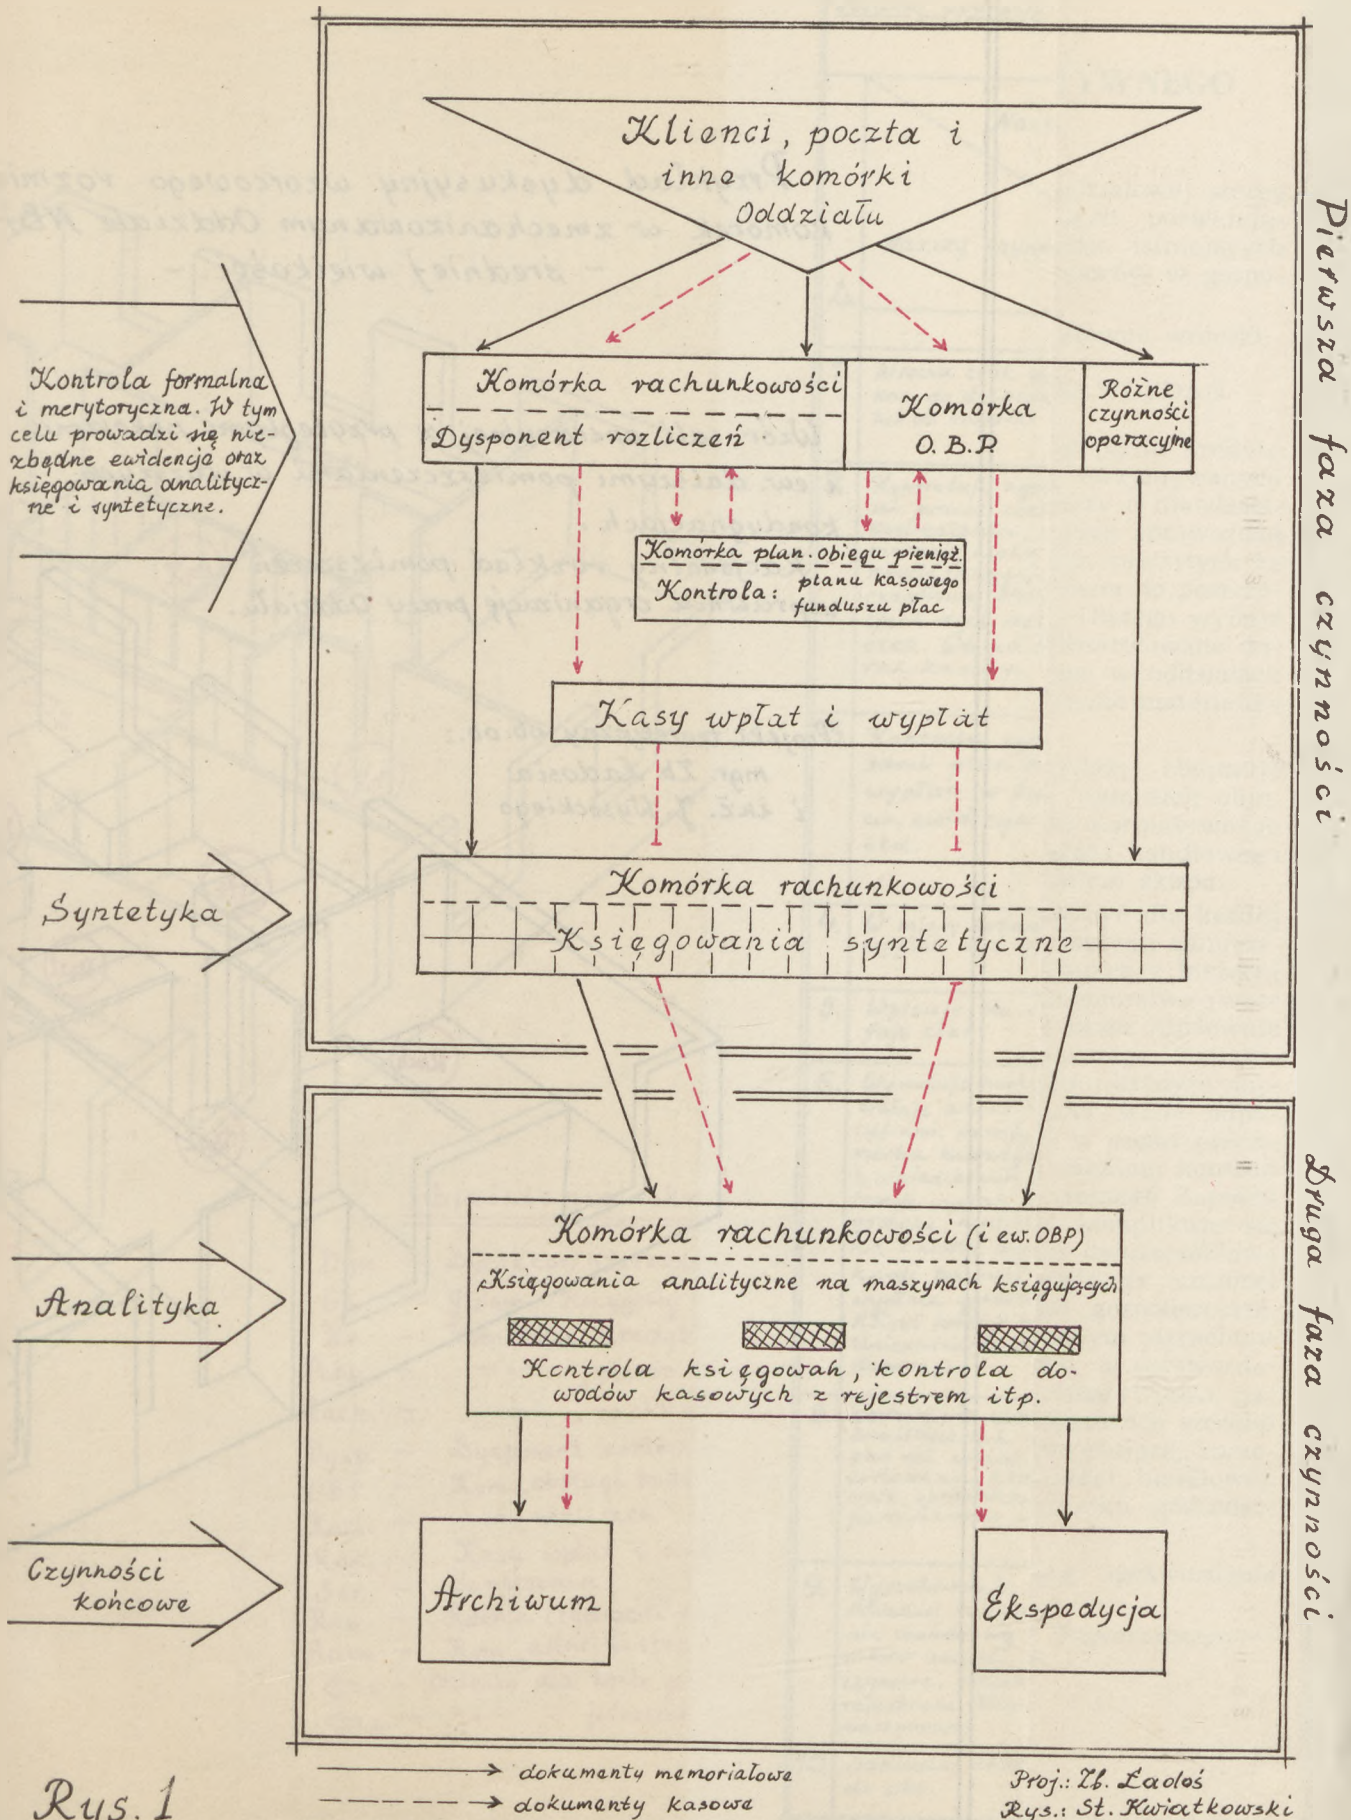 Klienci, poczta i
inne komórki
Oddziału
Pierwsza faza czynności
Kontrola formalna
i merytoryczna. W tym
celu prowadzi się nie-
zbędne ewidencje oraz
księgowania analitycz-
ne i syntetyczne.
Komórka rachunkowości
Dysponent rozliczeń
Komórka
O.B.P.
Różne
czynności
operacyjne
Komórka plan. obiegu pienięż.
Kontrola: planu kasowego
funduszu płac
Kasy wpłat i wypłat
Syntetyka
Komórka rachunkowości
Księgowania syntetyczne
Druga faza czynności
Komórka rachunkowości (i ew. OBP)
Księgowania analityczne na maszynach księgujących
Analityka
Kontrola księgowań, kontrola do-
wodów kasowych z rejestrem itp.
Czynności
końcowe
Archiwum
Ekspedycja
Rys. 1
dokumenty memoriałowe
dokumenty kasowe
Proj.: Zb. Ładoś
Rys.: St. Kwiatkowski